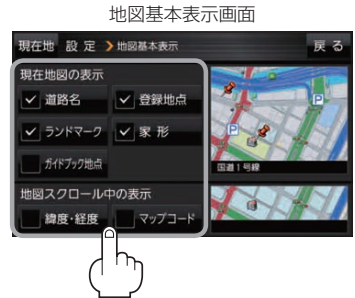 地図基本表示画面
現在地 設定 地図基本表示 戻る
現在地図の表示
道路名 登録地点
ランドマーク 家形
ガイドブック地点
国道1号線
地図スクロール中の表示
緯度・経度 マップコード